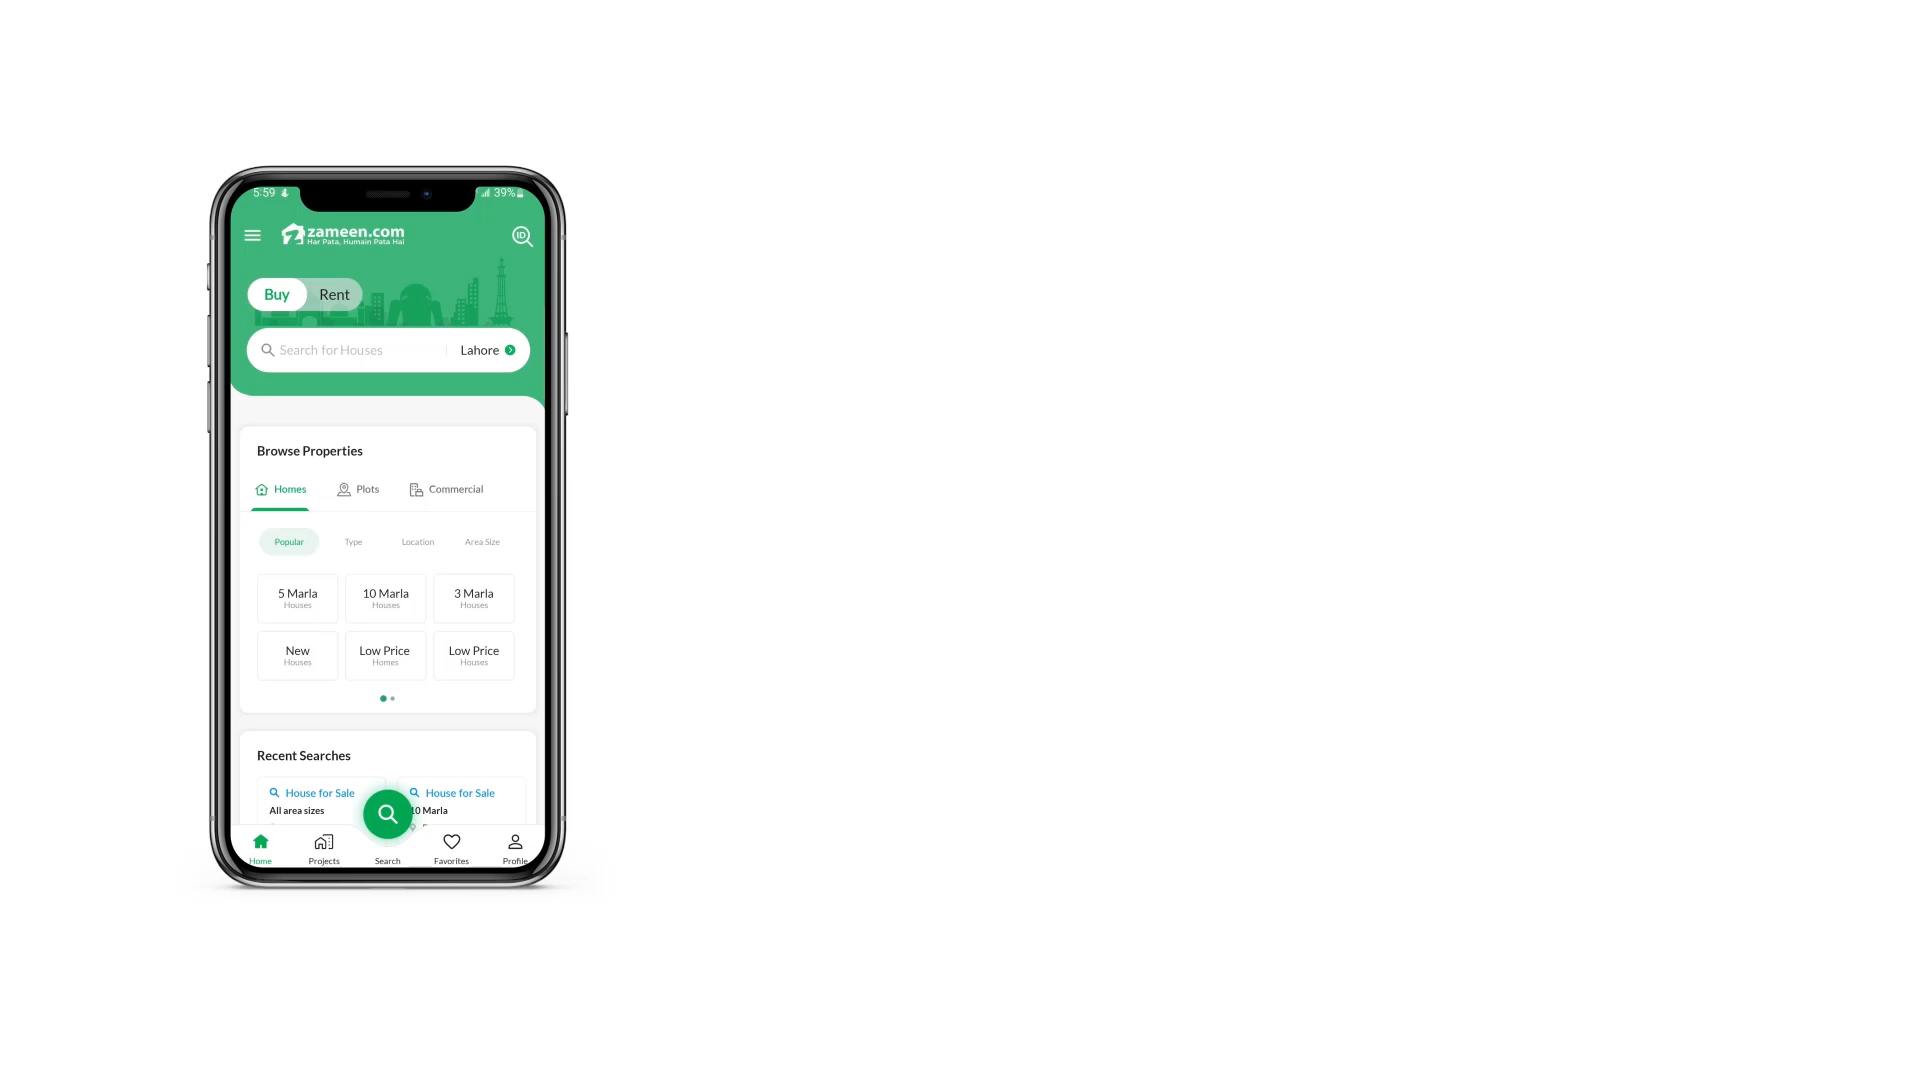 5:59 39%
zameen.com
Har Pata, Humain Pata Hai
ID
Buy Rent
Search for Houses Lahore
Browse Properties
Homes Plots Commercial
Popular Type Location Area Size
5 Marla 10 Marla 3 Marla
Houses Houses Houses
New Low Price Low Price
Houses Homes Houses
Recent Searches
House for Sale House for Sale
All area sizes 10 Marla
Home Projects Search Favorites Profile